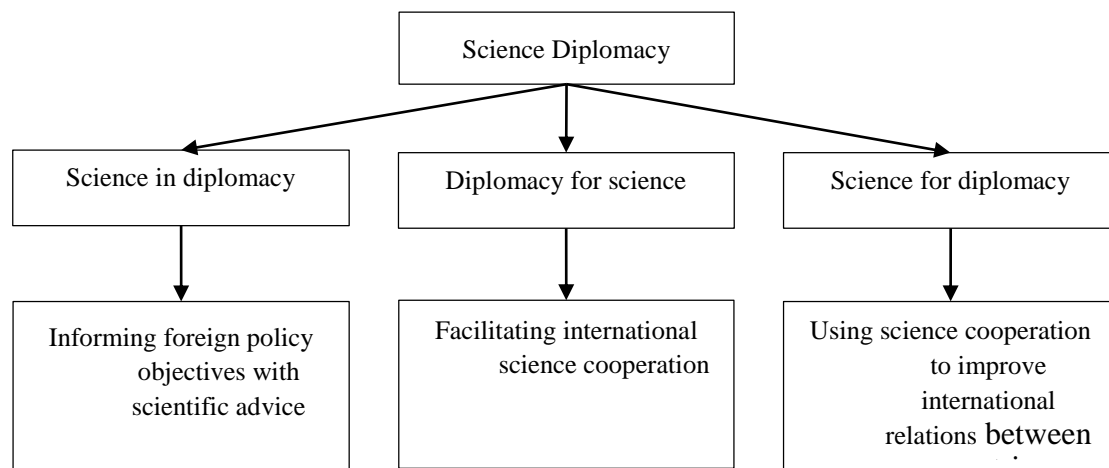 Science Diplomacy
Science in diplomacy
Diplomacy for science
Science for diplomacy
Informing foreign policy
objectives with
scientific advice
Facilitating international
science cooperation
Using science cooperation
to improve
international
relations between